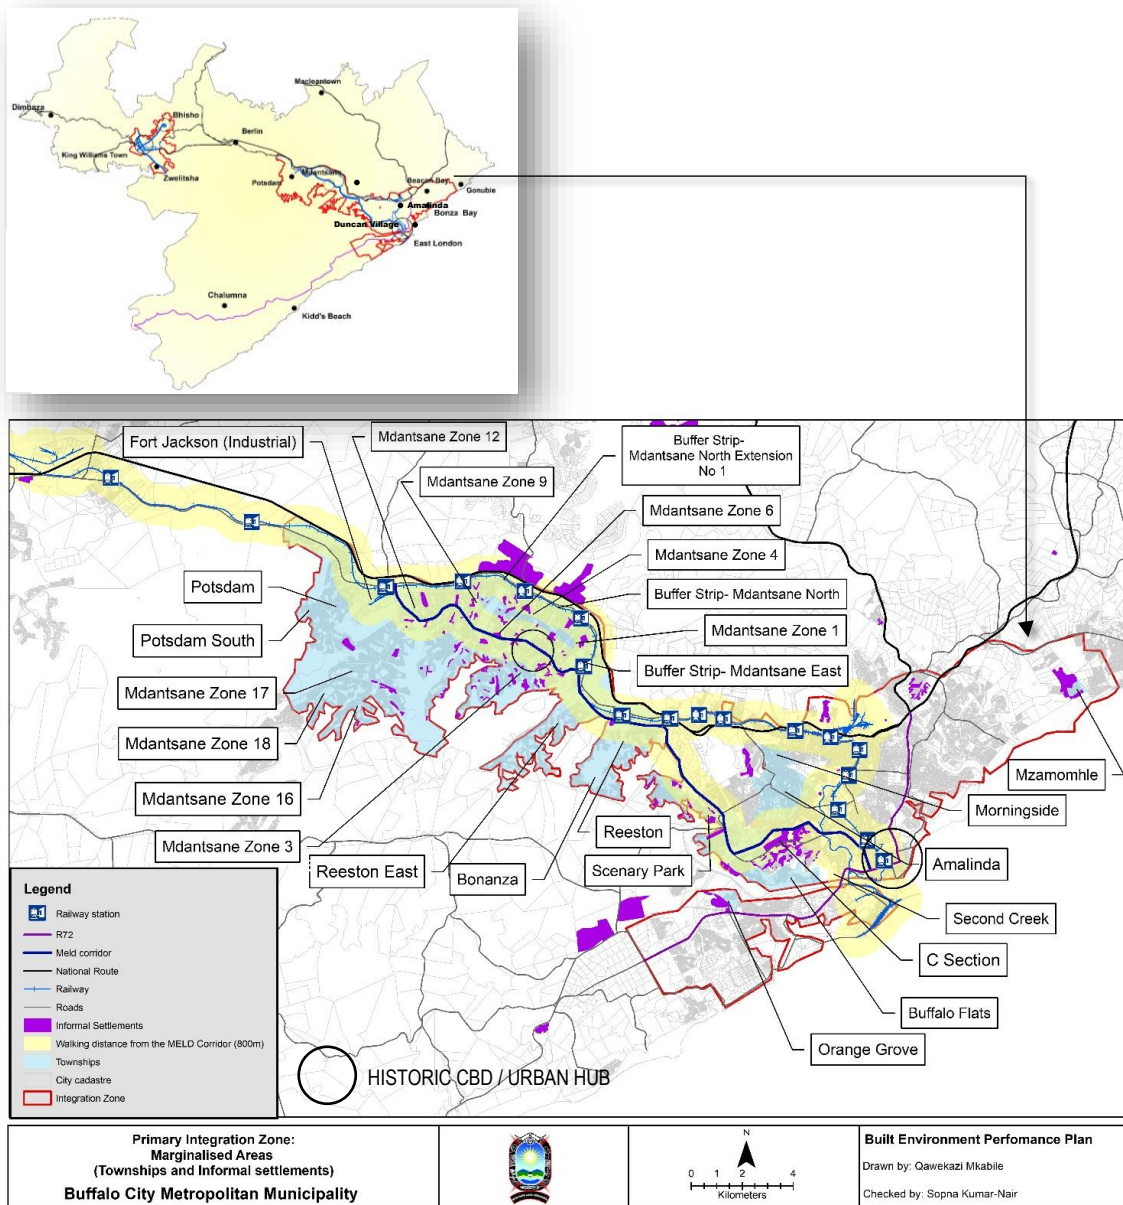 Macleantown
Dimbaza
Bhisho
Berlin
King Williams Town
Zwelitsha
Potsdam
Mdantsane
Beacon Bay
Gonubie
Amalinda
Bonza Bay
Duncan Village
East London
Chalumna
Kidd's Beach
Fort Jackson (Industrial)
Mdantsane Zone 12
Buffer Strip-
Mdantsane North Extension
No 1
Mdantsane Zone 9
Mdantsane Zone 6
Mdantsane Zone 4
Potsdam
Buffer Strip- Mdantsane North
Potsdam South
Mdantsane Zone 1
Buffer Strip- Mdantsane East
Mdantsane Zone 17
Mdantsane Zone 18
Mzamomhle
Mdantsane Zone 16
Morningside
Mdantsane Zone 3
Reeston
Reeston East
Bonanza
Scenary Park
Amalinda
Second Creek
C Section
Buffalo Flats
Orange Grove
Legend
Railway station
R72
Meld corridor
National Route
Railway
Roads
Informal Settlements
Walking distance from the MELD Corridor (800m)
Townships
City cadastre
Integration Zone
HISTORIC CBD / URBAN HUB
Primary Integration Zone:
Marginalised Areas
(Townships and Informal settlements)
Buffalo City Metropolitan Municipality
N
0 1 2 4
Kilometers
Built Environment Perfomance Plan
Drawn by: Qawekazi Mkabile
Checked by: Sopna Kumar-Nair